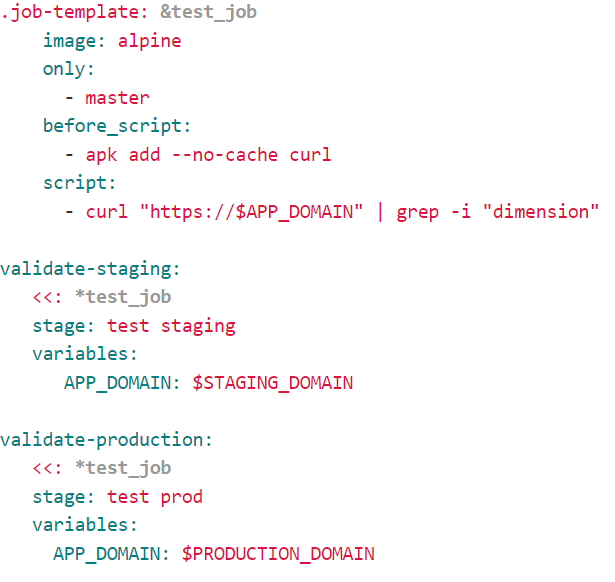 .job-template: &test_job
    image: alpine
    only:
      - master
    before_script:
      - apk add --no-cache curl
    script:
      - curl "https://$APP_DOMAIN" | grep -i "dimension"

validate-staging:
   <<: *test_job
   stage: test staging
   variables:
      APP_DOMAIN: $STAGING_DOMAIN

validate-production:
   <<: *test_job
   stage: test prod
   variables:
     APP_DOMAIN: $PRODUCTION_DOMAIN